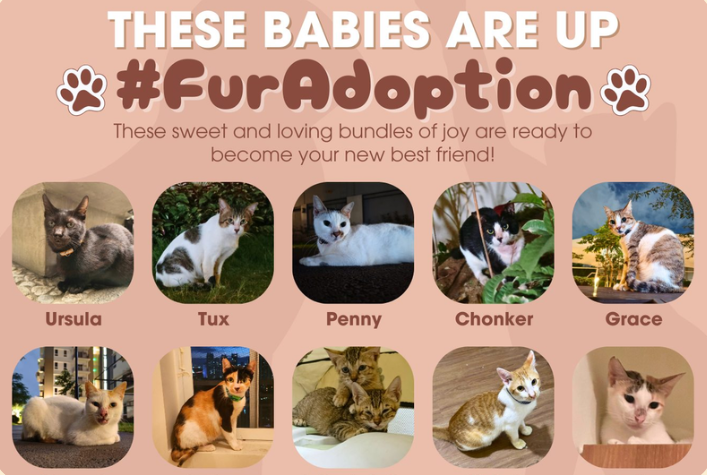 THESE BABIES ARE UP
#FurAdoption
These sweet and loving bundles of joy are ready to
become your new best friend!
Ursula
Tux
Penny
Chonker
Grace